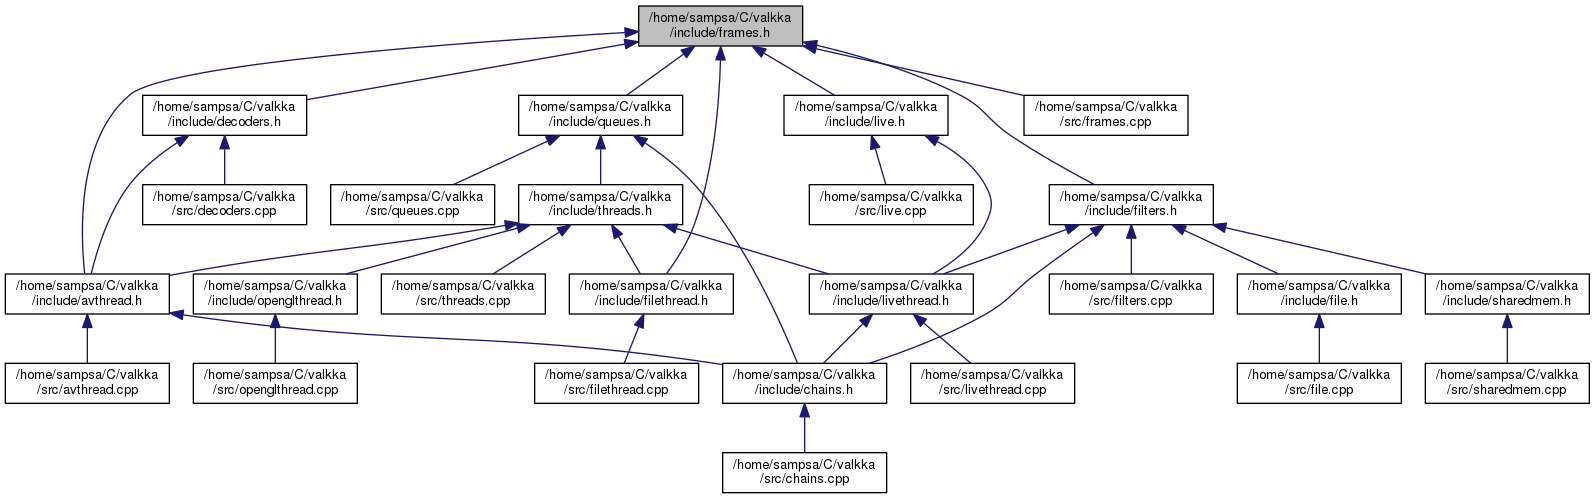 /home/sampsa/C/valkka
/include/frames.h
/home/sampsa/C/valkka
/include/decoders.h
/home/sampsa/C/valkka
/include/queues.h
/home/sampsa/C/valkka
/include/live.h
/home/sampsa/C/valkka
/src/frames.cpp
/home/sampsa/C/valkka
/src/decoders.cpp
/home/sampsa/C/valkka
/src/queues.cpp
/home/sampsa/C/valkka
/include/threads.h
/home/sampsa/C/valkka
/src/live.cpp
/home/sampsa/C/valkka
/include/filters.h
/home/sampsa/C/valkka
/include/avthread.h
/home/sampsa/C/valkka
/include/openglthread.h
/home/sampsa/C/valkka
/src/threads.cpp
/home/sampsa/C/valkka
/include/filethread.h
/home/sampsa/C/valkka
/include/livethread.h
/home/sampsa/C/valkka
/src/filters.cpp
/home/sampsa/C/valkka
/include/file.h
/home/sampsa/C/valkka
/include/sharedmem.h
/home/sampsa/C/valkka
/src/avthread.cpp
/home/sampsa/C/valkka
/src/openglthread.cpp
/home/sampsa/C/valkka
/src/filethread.cpp
/home/sampsa/C/valkka
/include/chains.h
/home/sampsa/C/valkka
/src/livethread.cpp
/home/sampsa/C/valkka
/src/file.cpp
/home/sampsa/C/valkka
/src/sharedmem.cpp
/home/sampsa/C/valkka
/src/chains.cpp